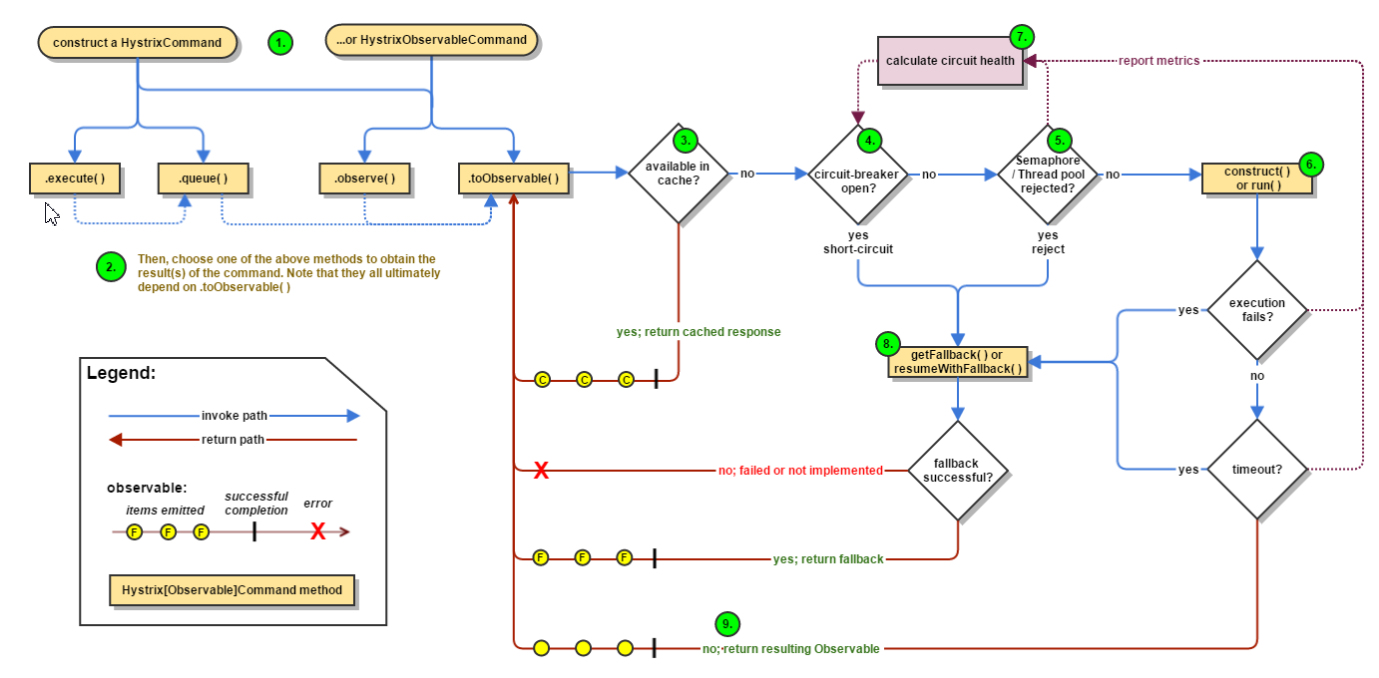 construct a HystrixCommand
1.
...or HystrixObservableCommand
7.
calculate circuit health
report metrics
.execute( )
.queue( )
.observe( )
.toObservable( )
3.
available in
cache?
no
4.
circuit-breaker
open?
no
5.
Semaphore
/ Thread pool
rejected?
no
6.
construct( )
or run( )
yes
short-circuit
yes
reject
2.
Then, choose one of the above methods to obtain the
result(s) of the command. Note that they all ultimately
depend on .toObservable( )
execution
fails?
yes
no
yes; return cached response
C C C
8.
getFallback( ) or
resumeWithFallback( )
Legend:
invoke path
return path
observable:
items emitted
successful
completion
error
F F F
X
Hystrix[Observable]Command method
X
no; failed or not implemented
fallback
successful?
yes
timeout?
F F F
yes; return fallback
9.
no; return resulting Observable